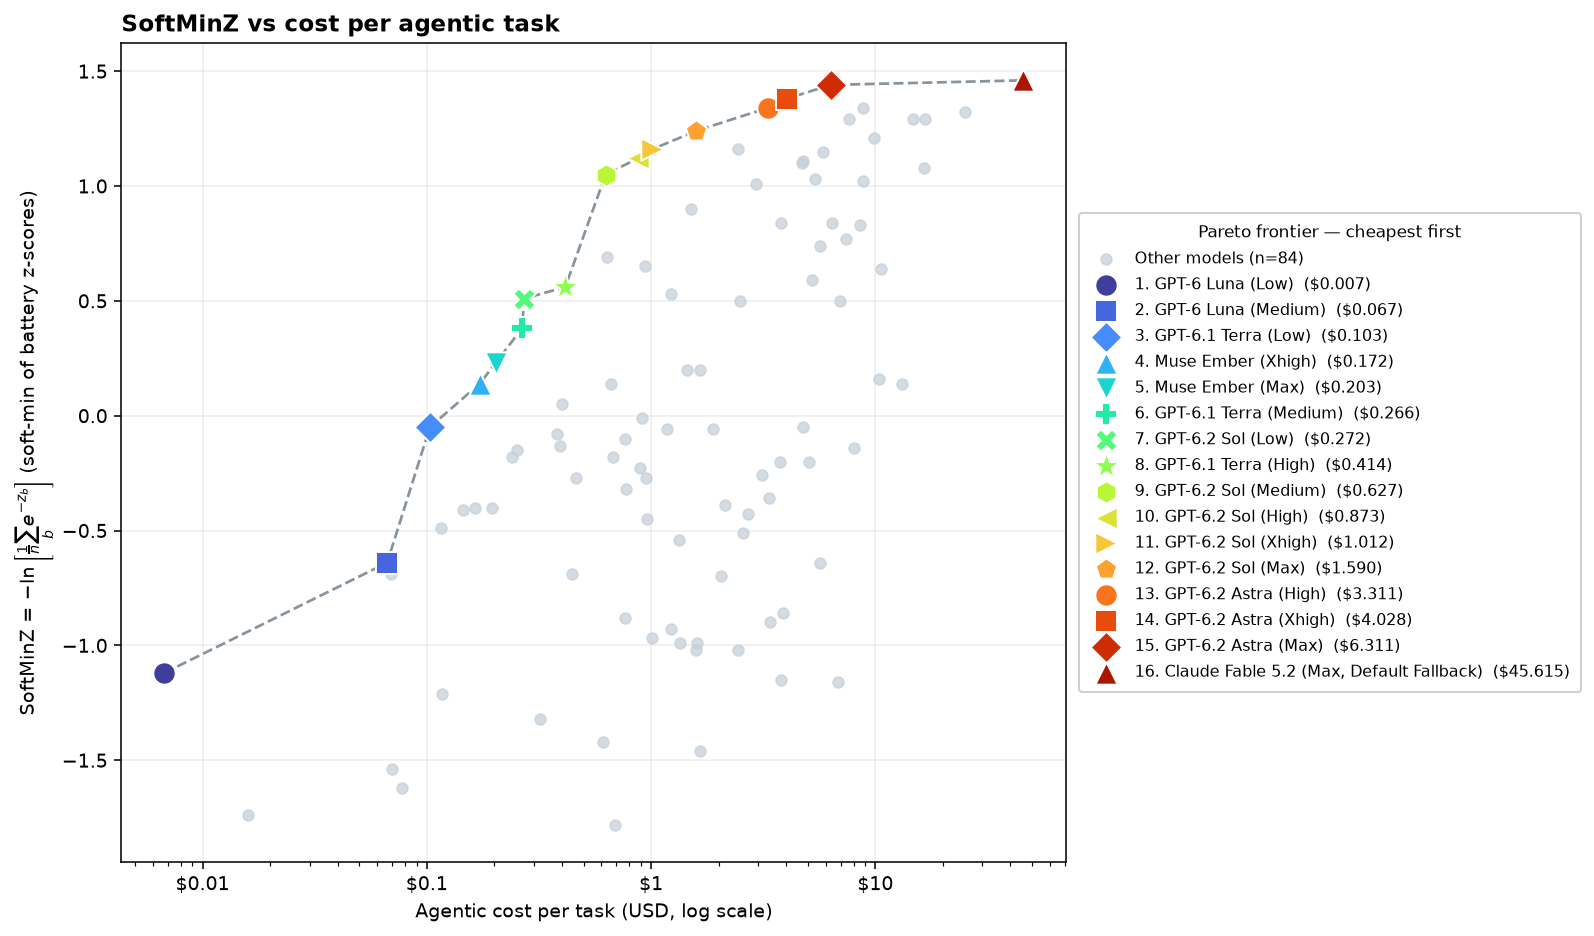 SoftMinZ vs cost per agentic task
SoftMinZ = −ln [1/n ∑_b e^{−z_b}] (soft-min of battery z-scores)
1.5
1.0
0.5
0.0
−0.5
−1.0
−1.5
$0.01
$0.1
$1
$10
Agentic cost per task (USD, log scale)
Pareto frontier — cheapest first
Other models (n=84)
1. GPT-6 Luna (Low) ($0.007)
2. GPT-6 Luna (Medium) ($0.067)
3. GPT-6.1 Terra (Low) ($0.103)
4. Muse Ember (Xhigh) ($0.172)
5. Muse Ember (Max) ($0.203)
6. GPT-6.1 Terra (Medium) ($0.266)
7. GPT-6.2 Sol (Low) ($0.272)
8. GPT-6.1 Terra (High) ($0.414)
9. GPT-6.2 Sol (Medium) ($0.627)
10. GPT-6.2 Sol (High) ($0.873)
11. GPT-6.2 Sol (Xhigh) ($1.012)
12. GPT-6.2 Sol (Max) ($1.590)
13. GPT-6.2 Astra (High) ($3.311)
14. GPT-6.2 Astra (Xhigh) ($4.028)
15. GPT-6.2 Astra (Max) ($6.311)
16. Claude Fable 5.2 (Max, Default Fallback) ($45.615)